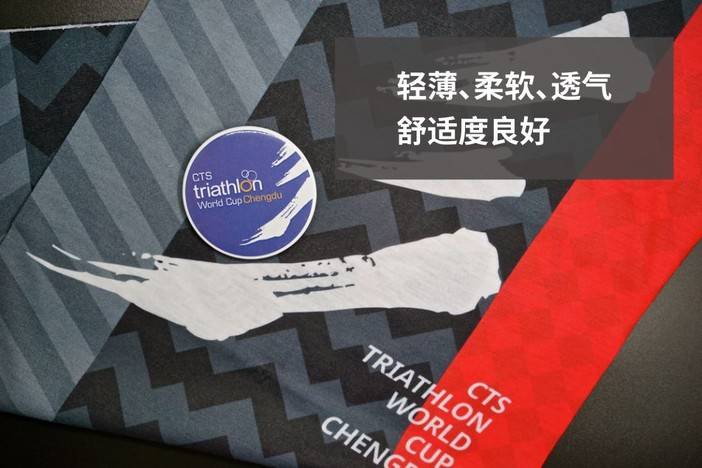 轻薄、柔软、透气
舒适度良好
CTS
triathlon
World Cup Chengdu
CTS
TRIATHLON
WORLD
CUP